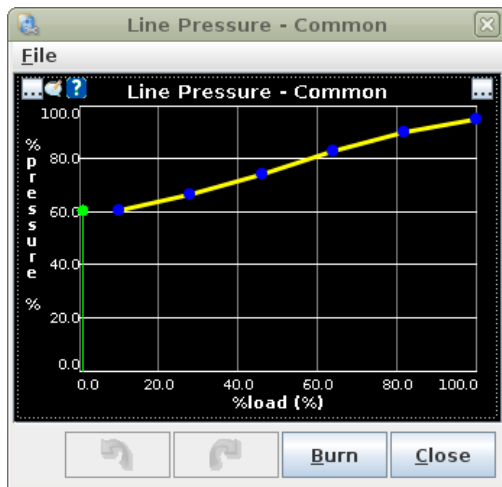 Line Pressure - Common
File
... ? Line Pressure - Common ...
100.0
80.0
60.0
40.0
20.0
0.0
%pressure %
0.0 20.0 40.0 60.0 80.0 100.0
%load (%)
Burn Close